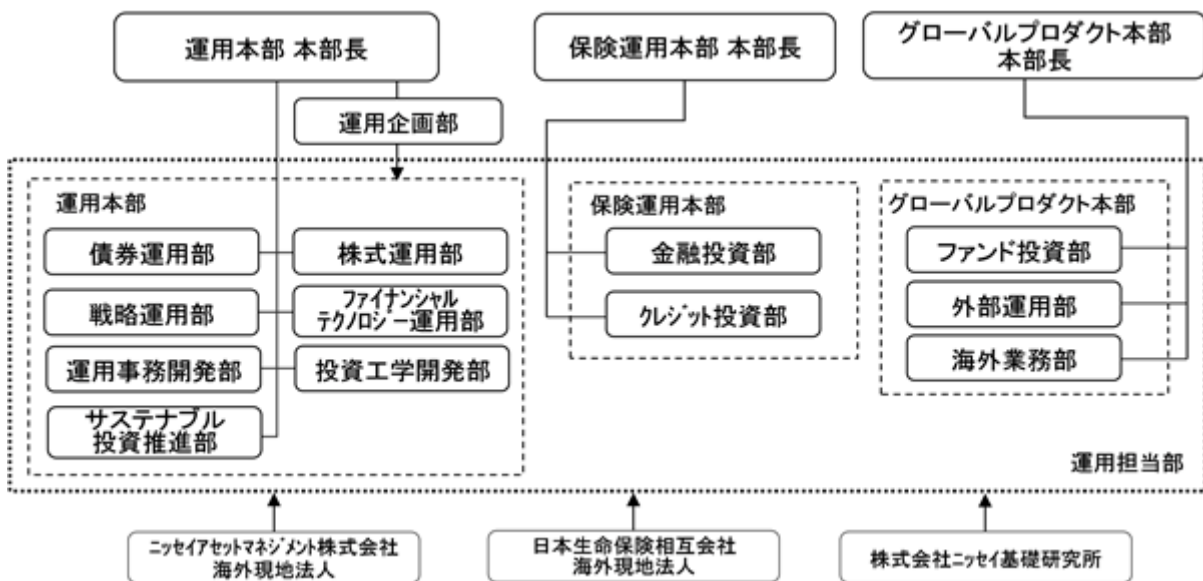 運用本部 本部長
保険運用本部 本部長
グローバルプロダクト本部
本部長
運用企画部
運用本部
債券運用部
株式運用部
戦略運用部
ファイナンシャル
テクノロジー運用部
運用事務開発部
投資工学開発部
サステナブル
投資推進部
保険運用本部
金融投資部
クレジット投資部
グローバルプロダクト本部
ファンド投資部
外部運用部
海外業務部
運用担当部
ニッセイアセットマネジメント株式会社
海外現地法人
日本生命保険相互会社
海外現地法人
株式会社ニッセイ基礎研究所